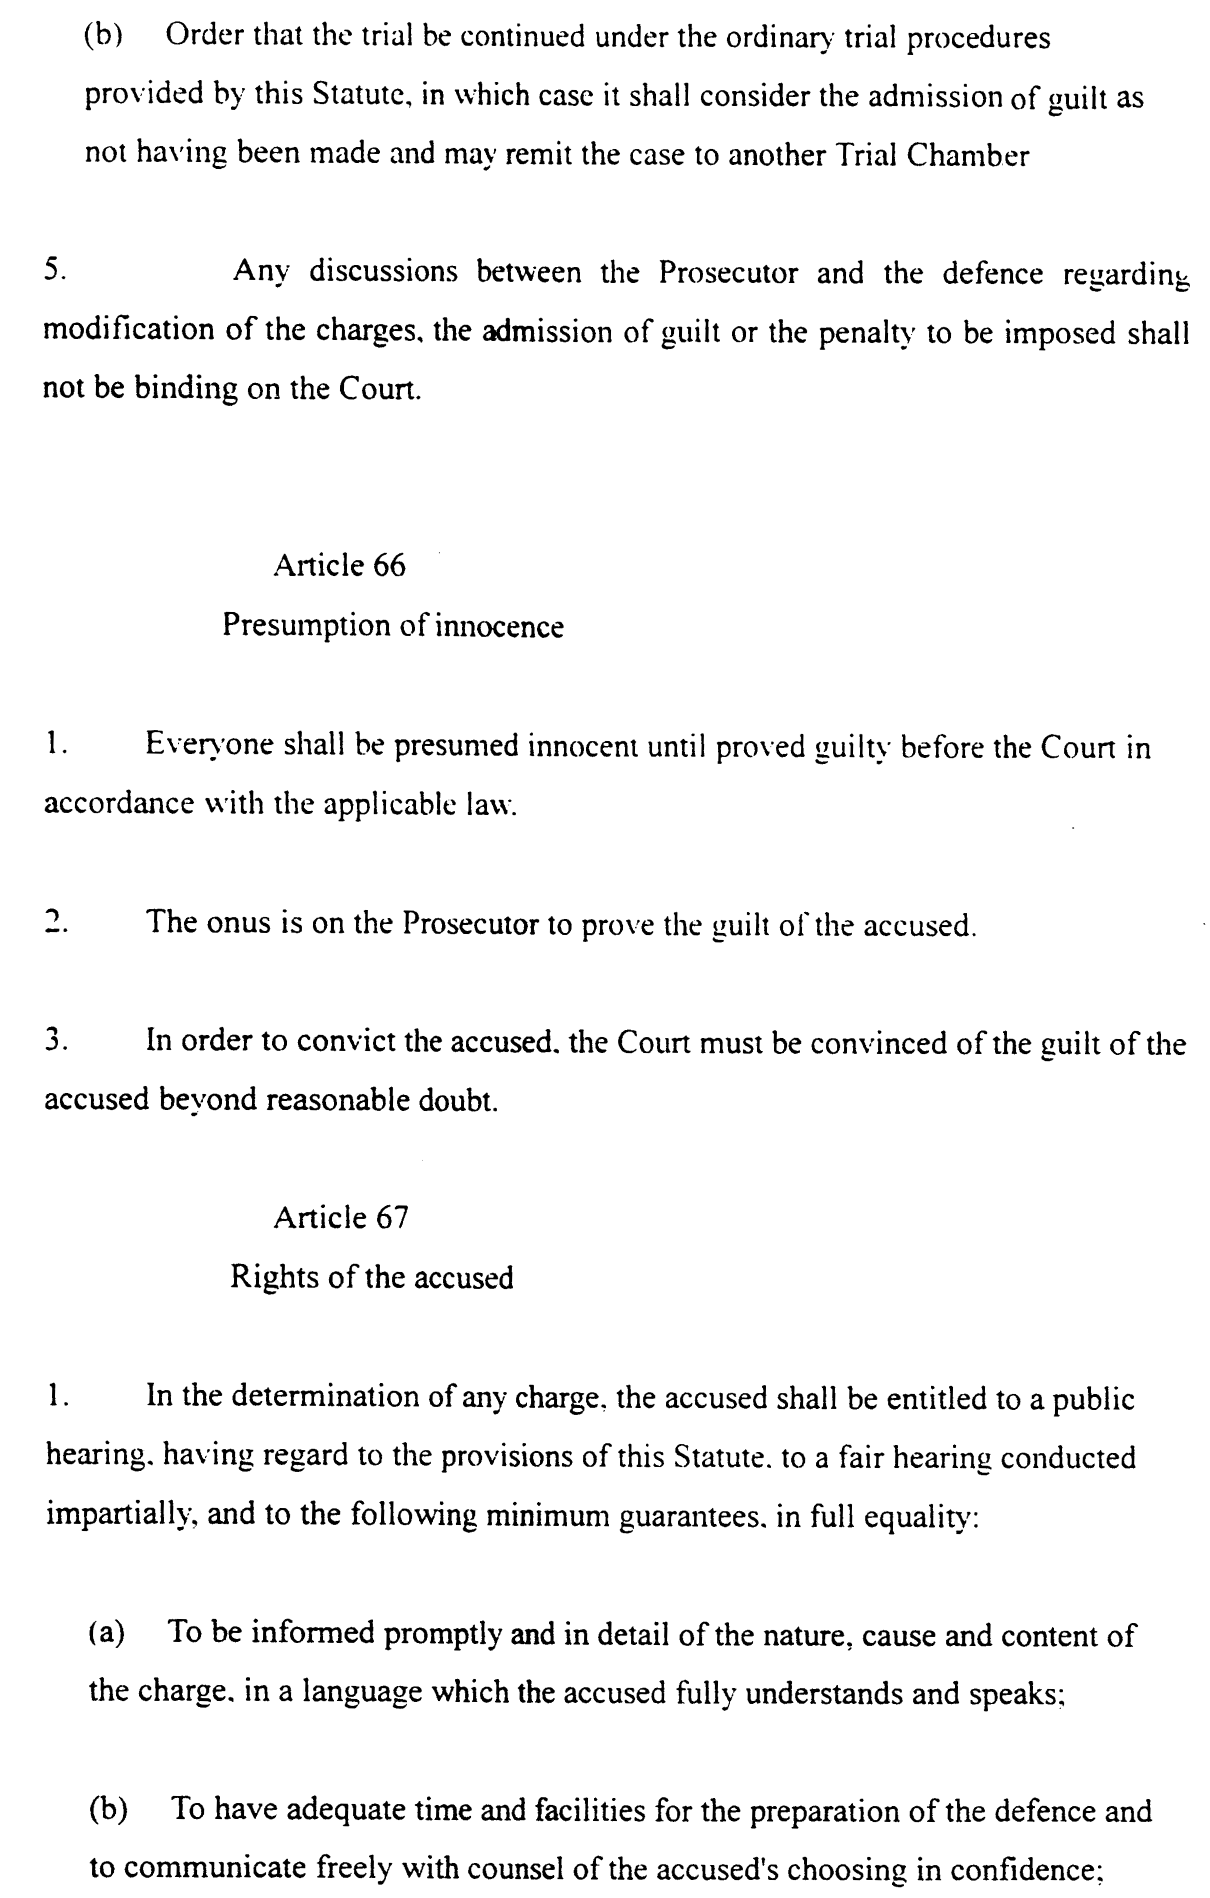 (b) Order that the trial be continued under the ordinary trial procedures
provided by this Statute, in which case it shall consider the admission of guilt as
not having been made and may remit the case to another Trial Chamber
5. Any discussions between the Prosecutor and the defence regarding
modification of the charges, the admission of guilt or the penalty to be imposed shall
not be binding on the Court.
Article 66
Presumption of innocence
1. Everyone shall be presumed innocent until proved guilty before the Court in
accordance with the applicable law.
2. The onus is on the Prosecutor to prove the guilt of the accused.
3. In order to convict the accused, the Court must be convinced of the guilt of the
accused beyond reasonable doubt.
Article 67
Rights of the accused
1. In the determination of any charge, the accused shall be entitled to a public
hearing, having regard to the provisions of this Statute, to a fair hearing conducted
impartially, and to the following minimum guarantees, in full equality:
(a) To be informed promptly and in detail of the nature, cause and content of
the charge, in a language which the accused fully understands and speaks;
(b) To have adequate time and facilities for the preparation of the defence and
to communicate freely with counsel of the accused's choosing in confidence;